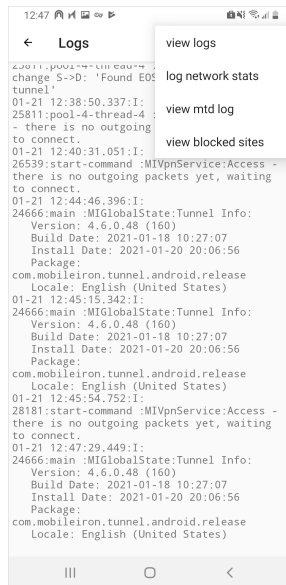 12:47
← Logs
view logs
log network stats
view mtd log
view blocked sites
25811:pool-4-thread-4
change S->D: 'Found EOS
tunnel'
01-21 12:38:50.337:I:
25811:pool-4-thread-4 :
- there is no outgoing
to connect.
01-21 12:40:31.051:I:
26539:start-command :MIVpnService:Access -
there is no outgoing packets yet, waiting
to connect.
01-21 12:44:46.396:I:
24666:main :MIGlobalState:Tunnel Info:
Version: 4.6.0.48 (160)
Build Date: 2021-01-18 10:27:07
Install Date: 2021-01-20 20:06:56
Package:
com.mobileiron.tunnel.android.release
Locale: English (United States)
01-21 12:45:15.342:I:
24666:main :MIGlobalState:Tunnel Info:
Version: 4.6.0.48 (160)
Build Date: 2021-01-18 10:27:07
Install Date: 2021-01-20 20:06:56
Package:
com.mobileiron.tunnel.android.release
Locale: English (United States)
01-21 12:45:54.752:I:
28181:start-command :MIVpnService:Access -
there is no outgoing packets yet, waiting
to connect.
01-21 12:47:29.449:I:
24666:main :MIGlobalState:Tunnel Info:
Version: 4.6.0.48 (160)
Build Date: 2021-01-18 10:27:07
Install Date: 2021-01-20 20:06:56
Package:
com.mobileiron.tunnel.android.release
Locale: English (United States)